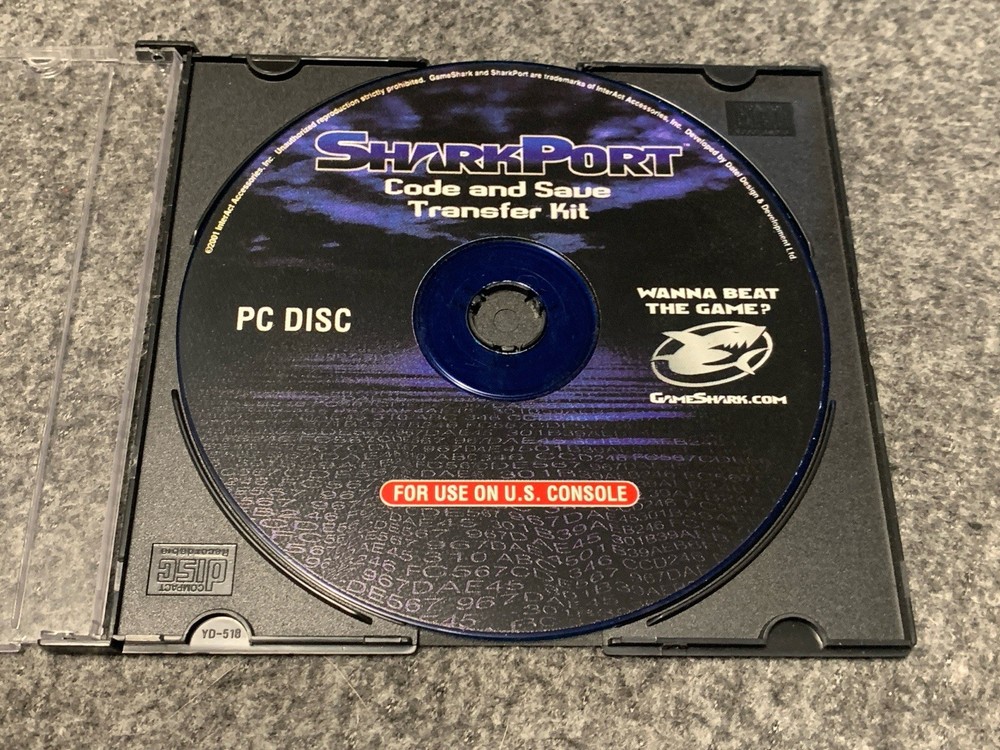 ©2001 InterAct Accessories, Inc. Unauthorized reproduction strictly prohibited. GameShark and SharkPort are trademarks of InterAct Accessories, Inc. Developed by Datel Design & Development Ltd.
SHARKPORT™
Code and Save
Transfer Kit
PC DISC
WANNA BEAT
THE GAME?
GAMESHARK.COM
FOR USE ON U.S. CONSOLE
COMPACT
disc
Recordable
YD-518